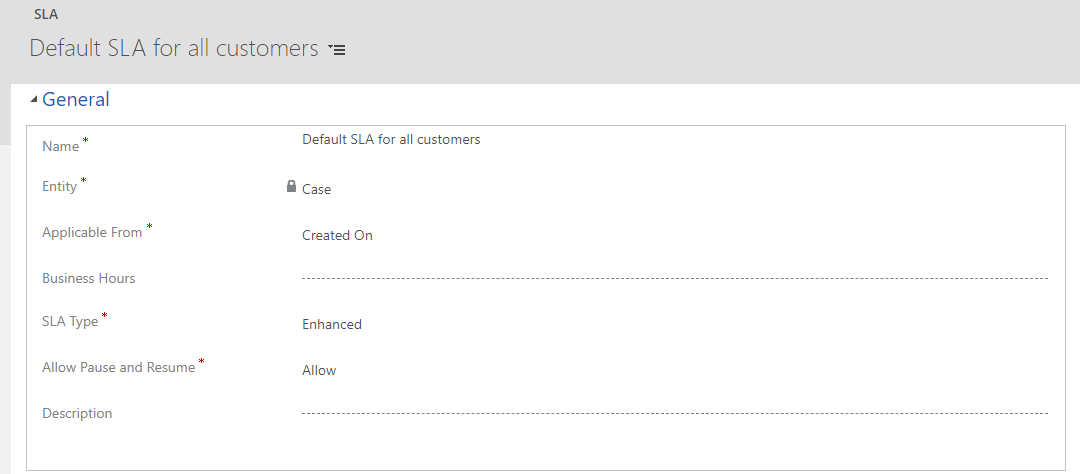 SLA
Default SLA for all customers
General
Name * Default SLA for all customers
Entity * Case
Applicable From * Created On
Business Hours
SLA Type * Enhanced
Allow Pause and Resume * Allow
Description